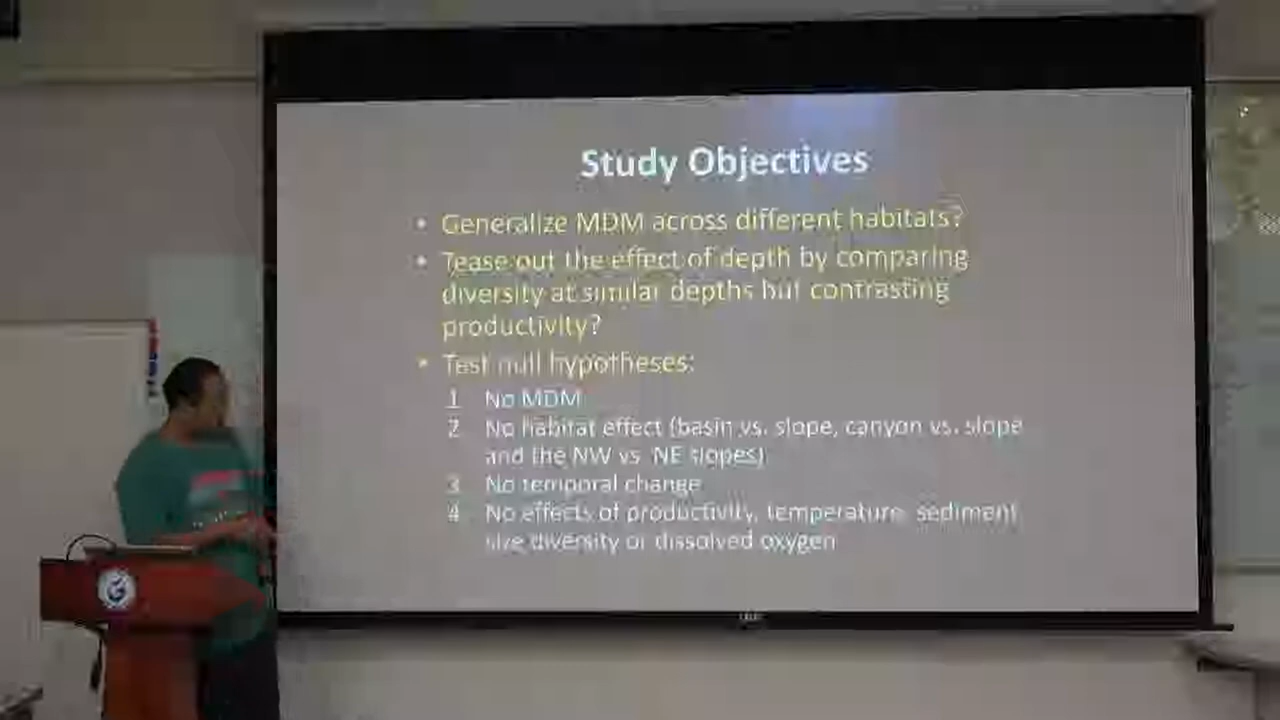 Study Objectives
• Generalize MDM across different habitats?
• Tease out the effect of depth by comparing
diversity at similar depths but contrasting
productivity?
• Test null hypotheses:
1 No MDM
2 No habitat effect (basin vs. slope, canyon vs. slope
and the NW vs NE slopes)
3 No temporal change
4 No effects of productivity, temperature, sediment
size diversity or dissolved oxygen